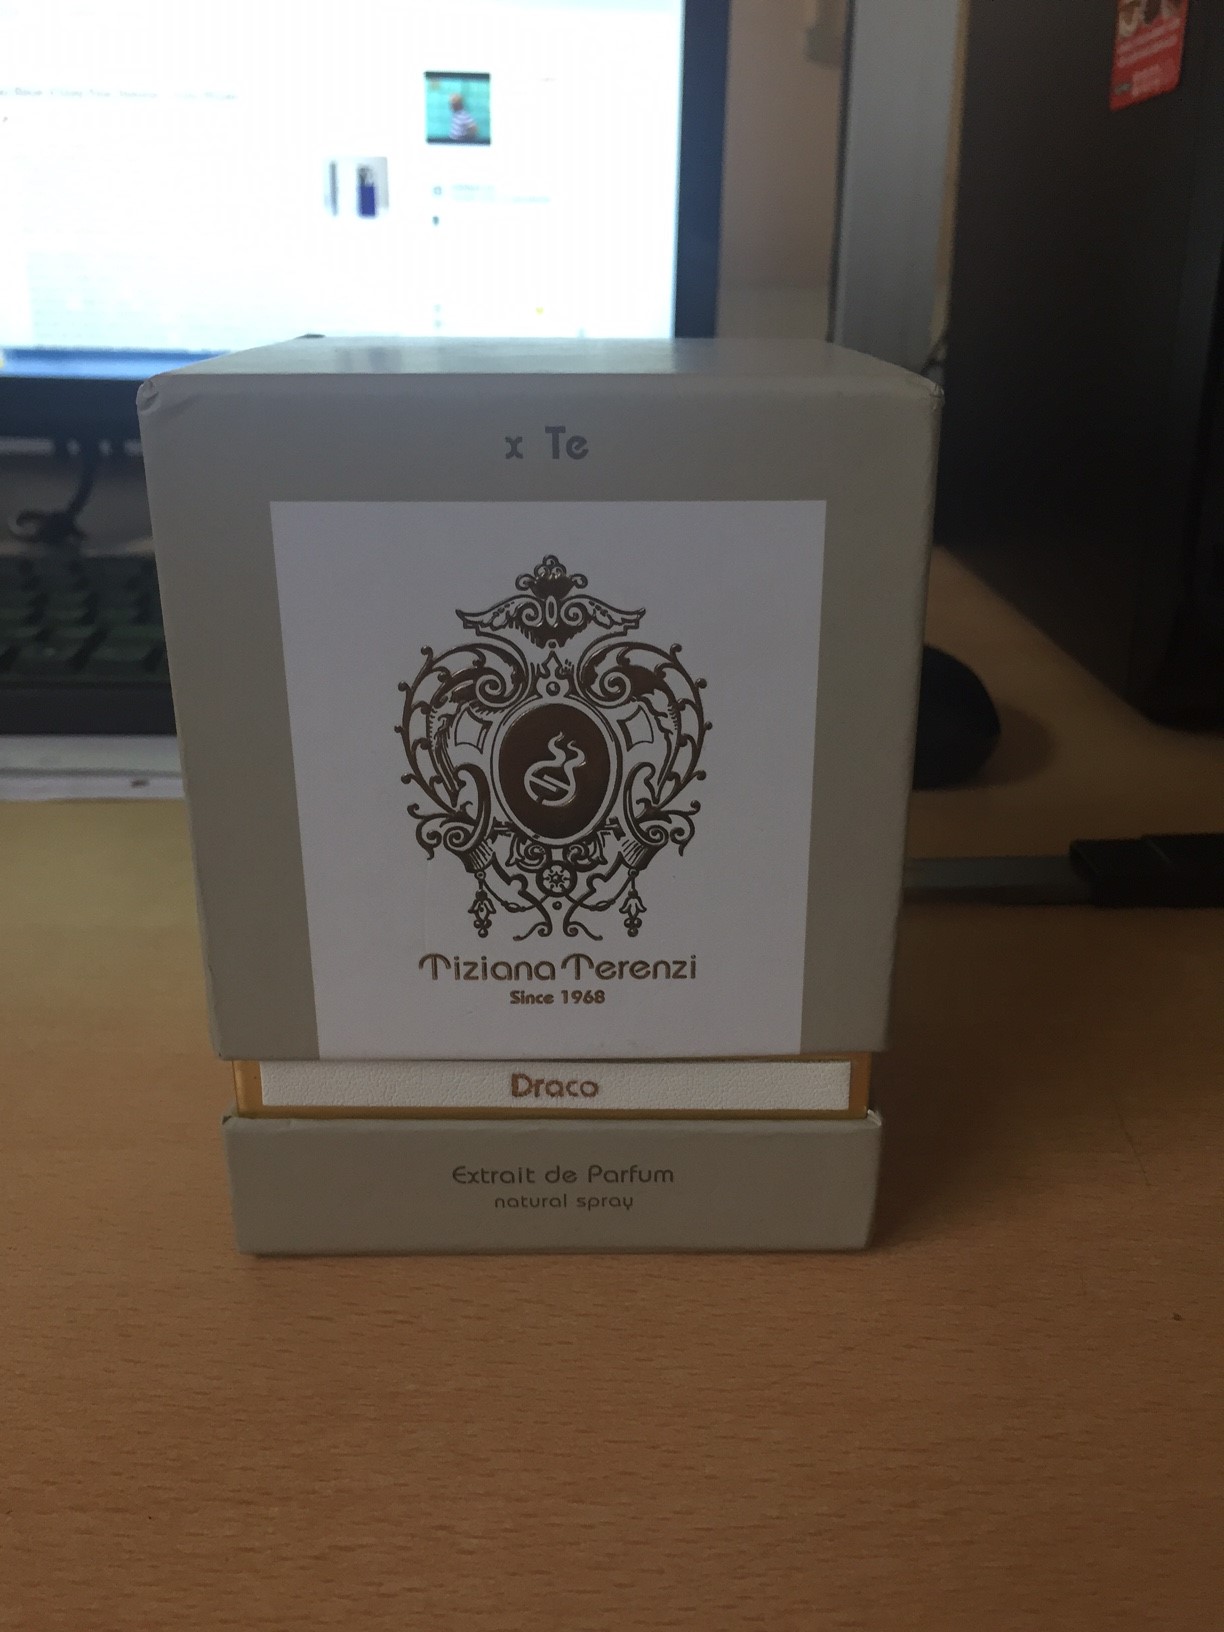 x Te
Tiziana Terenzi
Since 1968
Draco
Extrait de Parfum
natural spray